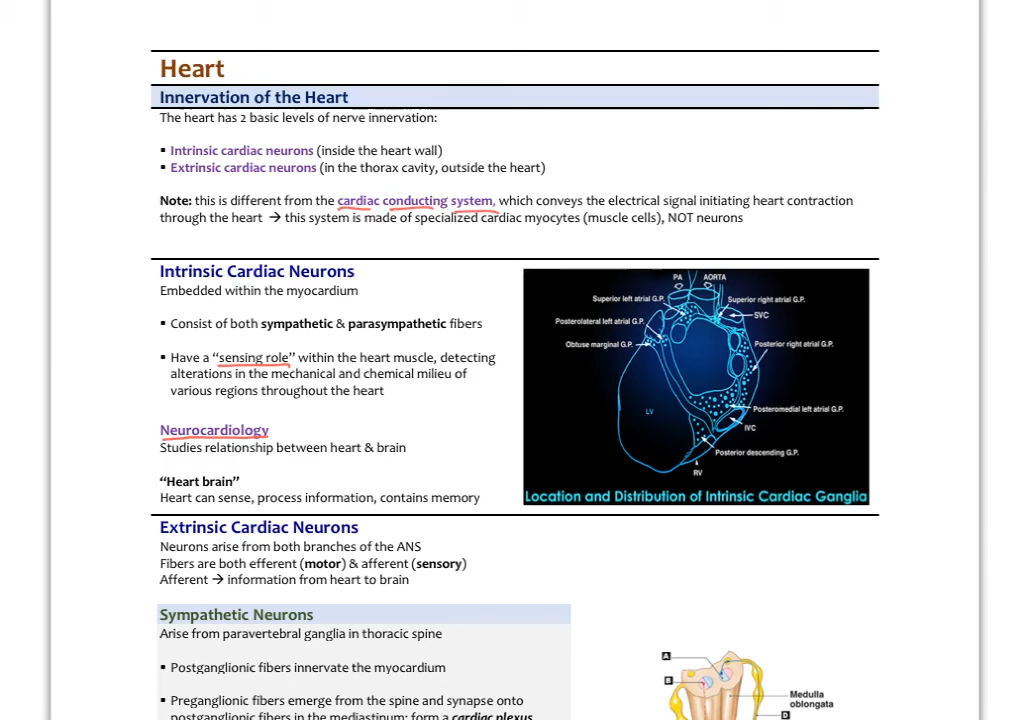 Heart
Innervation of the Heart
The heart has 2 basic levels of nerve innervation:
▪ Intrinsic cardiac neurons (inside the heart wall)
▪ Extrinsic cardiac neurons (in the thorax cavity, outside the heart)
Note: this is different from the cardiac conducting system, which conveys the electrical signal initiating heart contraction
through the heart → this system is made of specialized cardiac myocytes (muscle cells), NOT neurons
Intrinsic Cardiac Neurons
Embedded within the myocardium
▪ Consist of both sympathetic & parasympathetic fibers
▪ Have a “sensing role” within the heart muscle, detecting
alterations in the mechanical and chemical milieu of
various regions throughout the heart
Neurocardiology
Studies relationship between heart & brain
“Heart brain”
Heart can sense, process information, contains memory
PA AORTA
Superior left atrial G.P. Superior right atrial G.P.
SVC
Posterolateral left atrial G.P.
Obtuse marginal G.P. Posterior right atrial G.P.
LV
Posteromedial left atrial G.P.
IVC
Posterior descending G.P.
RV
Location and Distribution of Intrinsic Cardiac Ganglia
Extrinsic Cardiac Neurons
Neurons arise from both branches of the ANS
Fibers are both efferent (motor) & afferent (sensory)
Afferent → information from heart to brain
Sympathetic Neurons
Arise from paravertebral ganglia in thoracic spine
▪ Postganglionic fibers innervate the myocardium
▪ Preganglionic fibers emerge from the spine and synapse onto
postganglionic fibers in the mediastinum; form a cardiac plexus
A
B
Medulla
oblongata
D